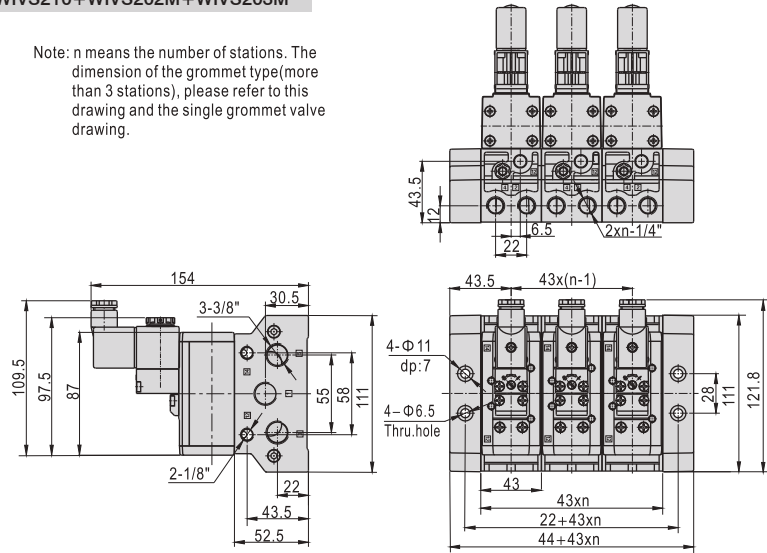 Note: n means the number of stations. The
dimension of the grommet type(more
than 3 stations), please refer to this
drawing and the single grommet valve
drawing.
43.5
12
6.5
22
2xn-1/4"
154
30.5
3-3/8"
109.5
97.5
87
55
58
111
2-1/8"
22
43.5
52.5
43.5
43x(n-1)
4-Φ11
dp:7
4-Φ6.5
Thru.hole
28
111
121.8
43
43xn
22+43xn
44+43xn